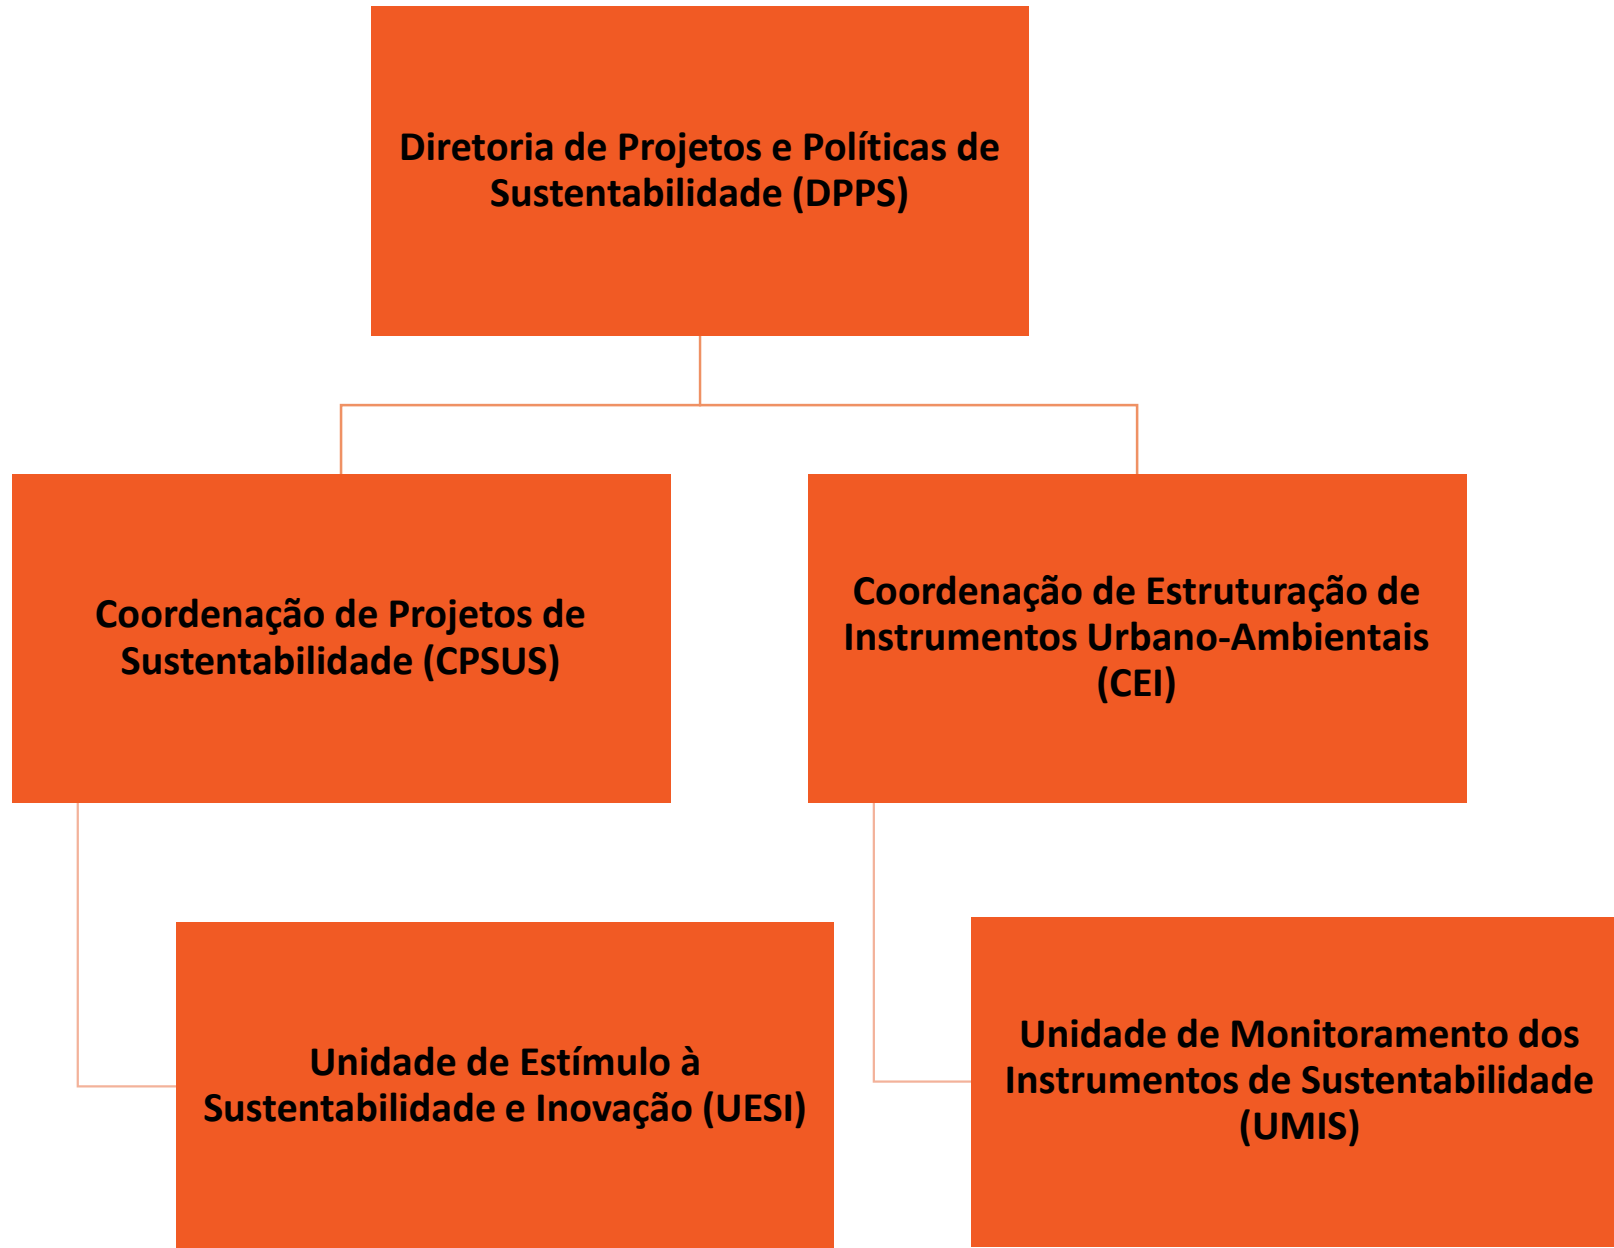 Diretoria de Projetos e Políticas de
Sustentabilidade (DPPS)
Coordenação de Projetos de
Sustentabilidade (CPSUS)
Coordenação de Estruturação de
Instrumentos Urbano-Ambientais
(CEI)
Unidade de Estímulo à
Sustentabilidade e Inovação (UESI)
Unidade de Monitoramento dos
Instrumentos de Sustentabilidade
(UMIS)